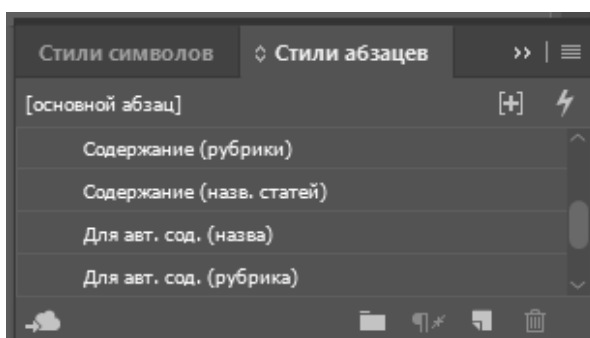 Стили символов
Стили абзацев
[основной абзац]
Содержание (рубрики)
Содержание (назв. статей)
Для авт. сод. (назва)
Для авт. сод. (рубрика)